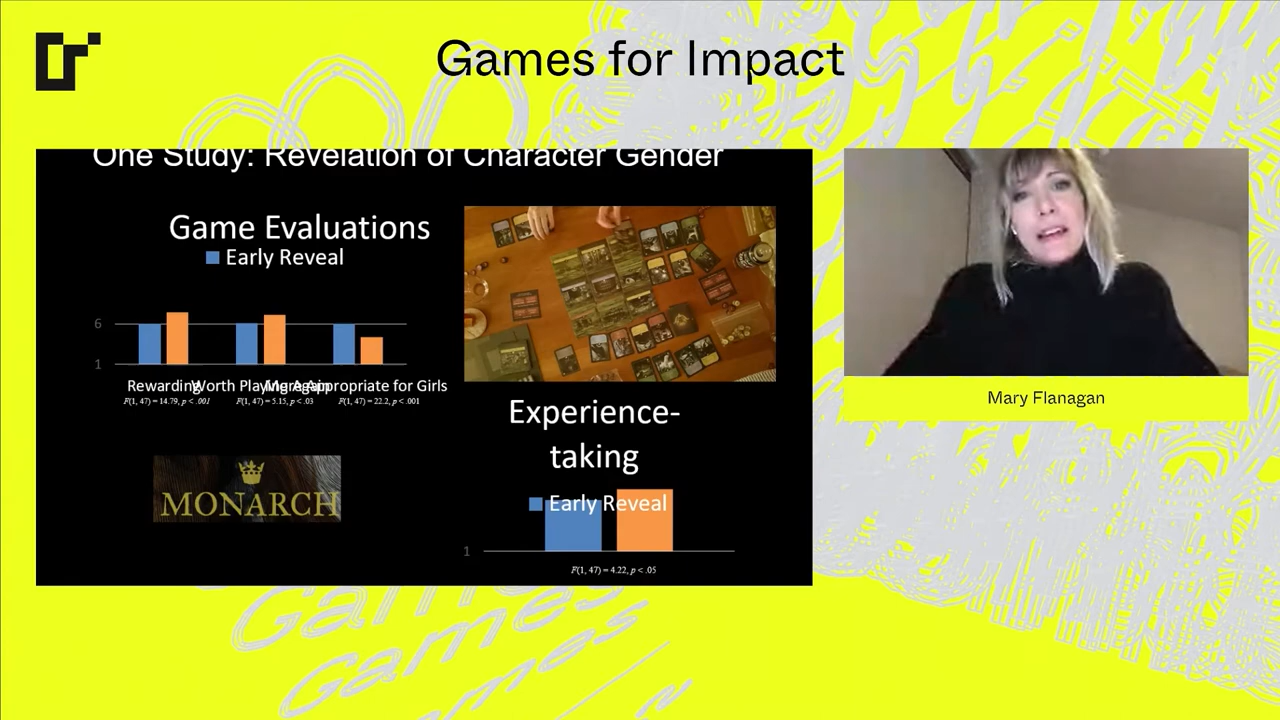 Games for Impact
One Study: Revelation of Character Gender
Game Evaluations
Early Reveal
6
1
Rewarding
Worth Playing Again
More Appropriate for Girls
F(1, 47) = 14.79, p < .001
F(1, 47) = 5.15, p < .03
F(1, 47) = 22.2, p < .001
MONARCH
Experience-
taking
Early Reveal
1
F(1, 47) = 4.22, p < .05
Mary Flanagan
Games
Games